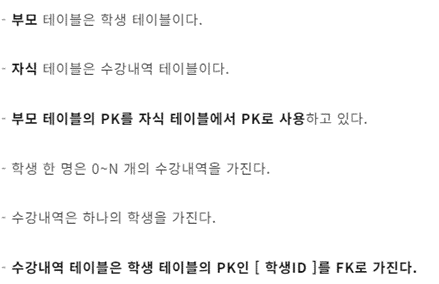 - 부모 테이블은 학생 테이블이다.
- 자식 테이블은 수강내역 테이블이다.
- 부모 테이블의 PK를 자식 테이블에서 PK로 사용하고 있다.
- 학생 한 명은 0~N 개의 수강내역을 가진다.
- 수강내역은 하나의 학생을 가진다.
- 수강내역 테이블은 학생 테이블의 PK인 [ 학생ID ]를 FK로 가진다.